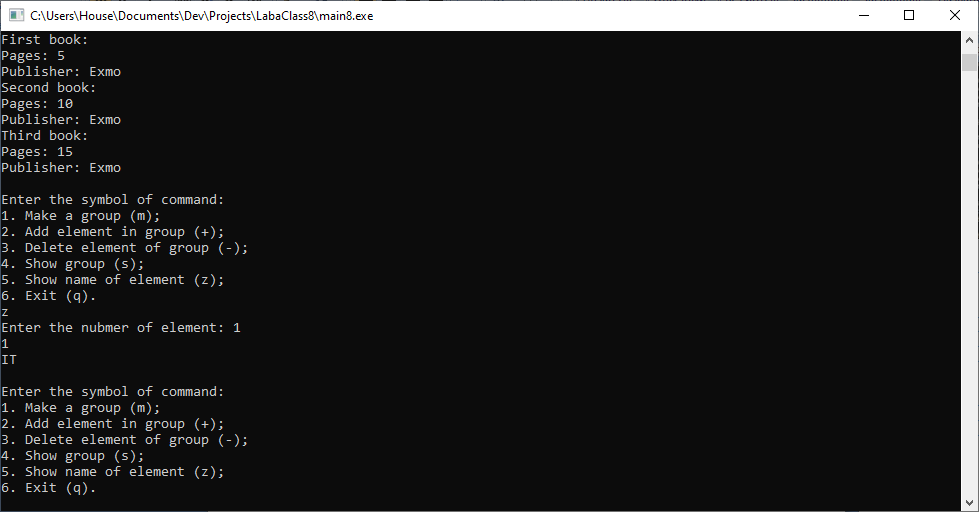 C:\Users\House\Documents\Dev\Projects\LabaClass8\main8.exe
First book:
Pages: 5
Publisher: Exmo
Second book:
Pages: 10
Publisher: Exmo
Third book:
Pages: 15
Publisher: Exmo
Enter the symbol of command:
1. Make a group (m);
2. Add element in group (+);
3. Delete element of group (-);
4. Show group (s);
5. Show name of element (z);
6. Exit (q).
z
Enter the nubmer of element: 1
1
IT
Enter the symbol of command:
1. Make a group (m);
2. Add element in group (+);
3. Delete element of group (-);
4. Show group (s);
5. Show name of element (z);
6. Exit (q).